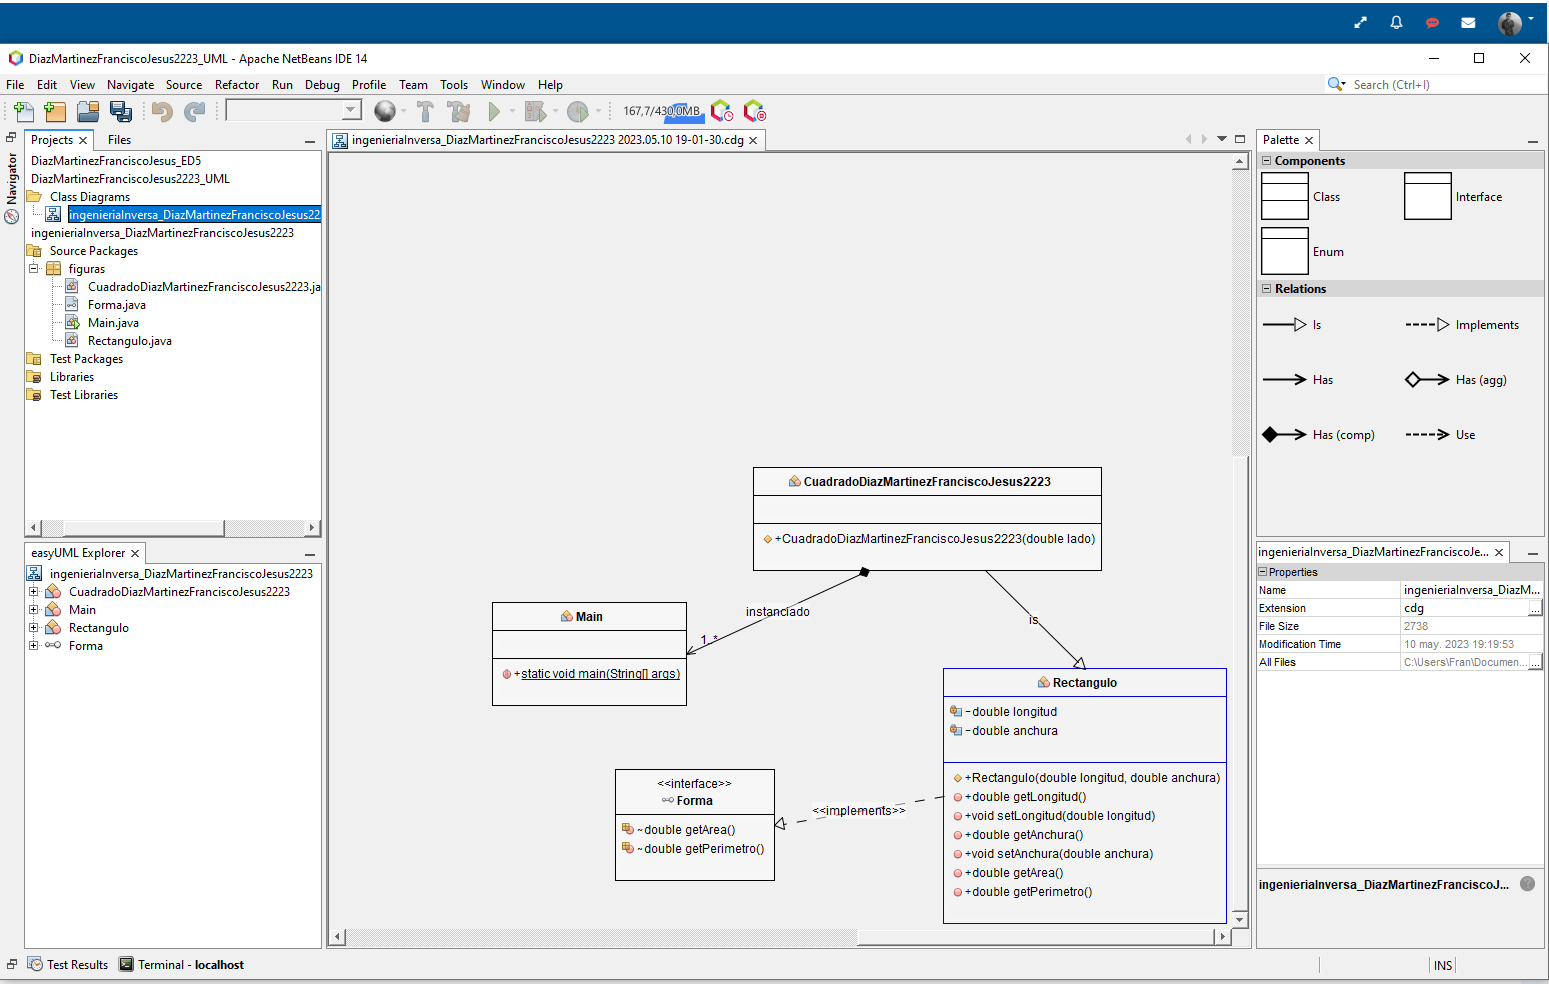 DiazMartinezFranciscoJesus2223_UML - Apache NetBeans IDE 14
File Edit View Navigate Source Refactor Run Debug Profile Team Tools Window Help
Search (Ctrl+I)
167,7/430,0MB
Navigator
Projects
Files
DiazMartinezFranciscoJesus_ED5
DiazMartinezFranciscoJesus2223_UML
Class Diagrams
ingenieriaInversa_DiazMartinezFranciscoJesus22
ingenieriaInversa_DiazMartinezFranciscoJesus2223
Source Packages
figuras
CuadradoDiazMartinezFranciscoJesus2223.ja
Forma.java
Main.java
Rectangulo.java
Test Packages
Libraries
Test Libraries
easyUML Explorer
ingenieriaInversa_DiazMartinezFranciscoJesus2223
CuadradoDiazMartinezFranciscoJesus2223
Main
Rectangulo
Forma
ingenieriaInversa_DiazMartinezFranciscoJesus2223 2023.05.10 19-01-30.cdg
CuadradoDiazMartinezFranciscoJesus2223
+CuadradoDiazMartinezFranciscoJesus2223(double lado)
instanciado
1..*
is
Main
+static void main(String[] args)
Rectangulo
-double longitud
-double anchura
+Rectangulo(double longitud, double anchura)
+double getLongitud()
+void setLongitud(double longitud)
+double getAnchura()
+void setAnchura(double anchura)
+double getArea()
+double getPerimetro()
<<implements>>
<<interface>>
Forma
~double getArea()
~double getPerimetro()
Palette
Components
Class
Interface
Enum
Relations
Is
Implements
Has
Has (agg)
Has (comp)
Use
ingenieriaInversa_DiazMartinezFranciscoJe...
Properties
Name ingenieriaInversa_DiazM...
Extension cdg ...
File Size 2738
Modification Time 10 may. 2023 19:19:53
All Files C:\Users\Fran\Documen... ...
ingenieriaInversa_DiazMartinezFranciscoJ...
Test Results
Terminal - localhost
INS